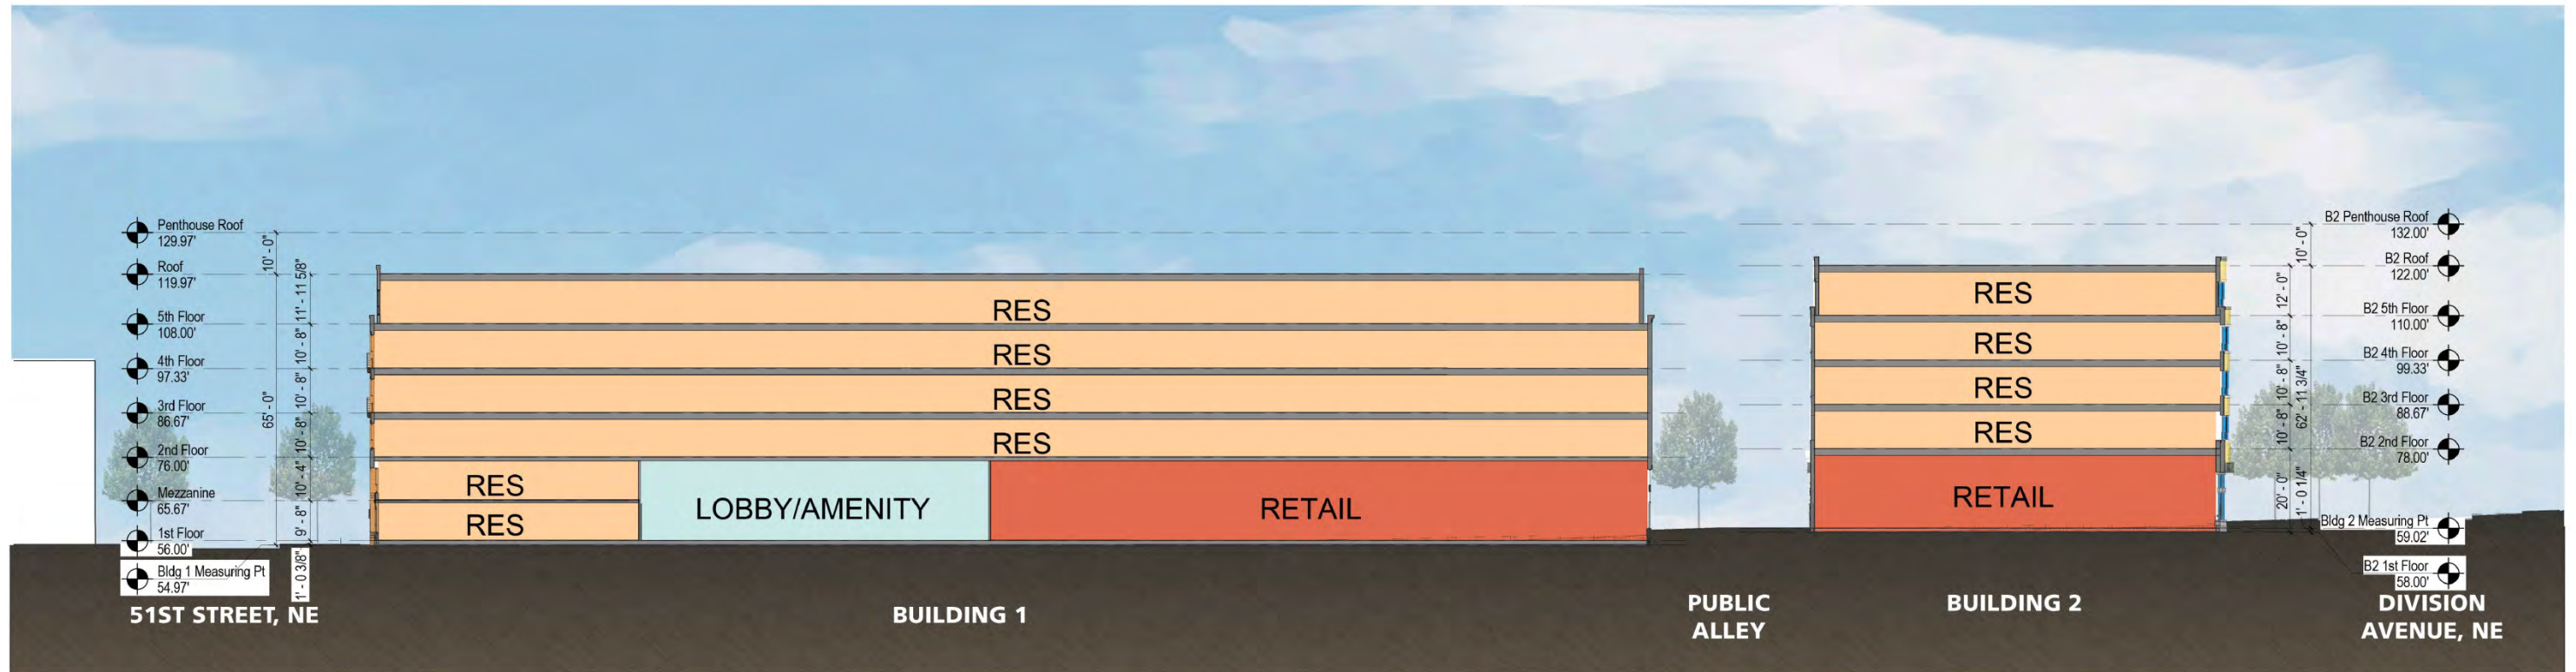 Penthouse Roof
129.97'
Roof
119.97'
5th Floor
108.00'
4th Floor
97.33'
3rd Floor
86.67'
2nd Floor
76.00'
Mezzanine
65.67'
1st Floor
56.00'
Bldg 1 Measuring Pt
54.97'
10' - 0"
65' - 0"
11' - 11 5/8"
10' - 8"
10' - 8"
10' - 8"
10' - 4"
9' - 8"
1' - 0 3/8"
RES
RES
RES
RES
RES
RES
LOBBY/AMENITY
RETAIL
RES
RES
RES
RES
RETAIL
12' - 0"
10' - 8"
10' - 8"
10' - 8"
20' - 0"
10' - 0"
62' - 11 3/4"
1' - 0 1/4"
B2 Penthouse Roof
132.00'
B2 Roof
122.00'
B2 5th Floor
110.00'
B2 4th Floor
99.33'
B2 3rd Floor
88.67'
B2 2nd Floor
78.00'
Bldg 2 Measuring Pt
59.02'
B2 1st Floor
58.00'
51ST STREET, NE
BUILDING 1
PUBLIC
ALLEY
BUILDING 2
DIVISION
AVENUE, NE